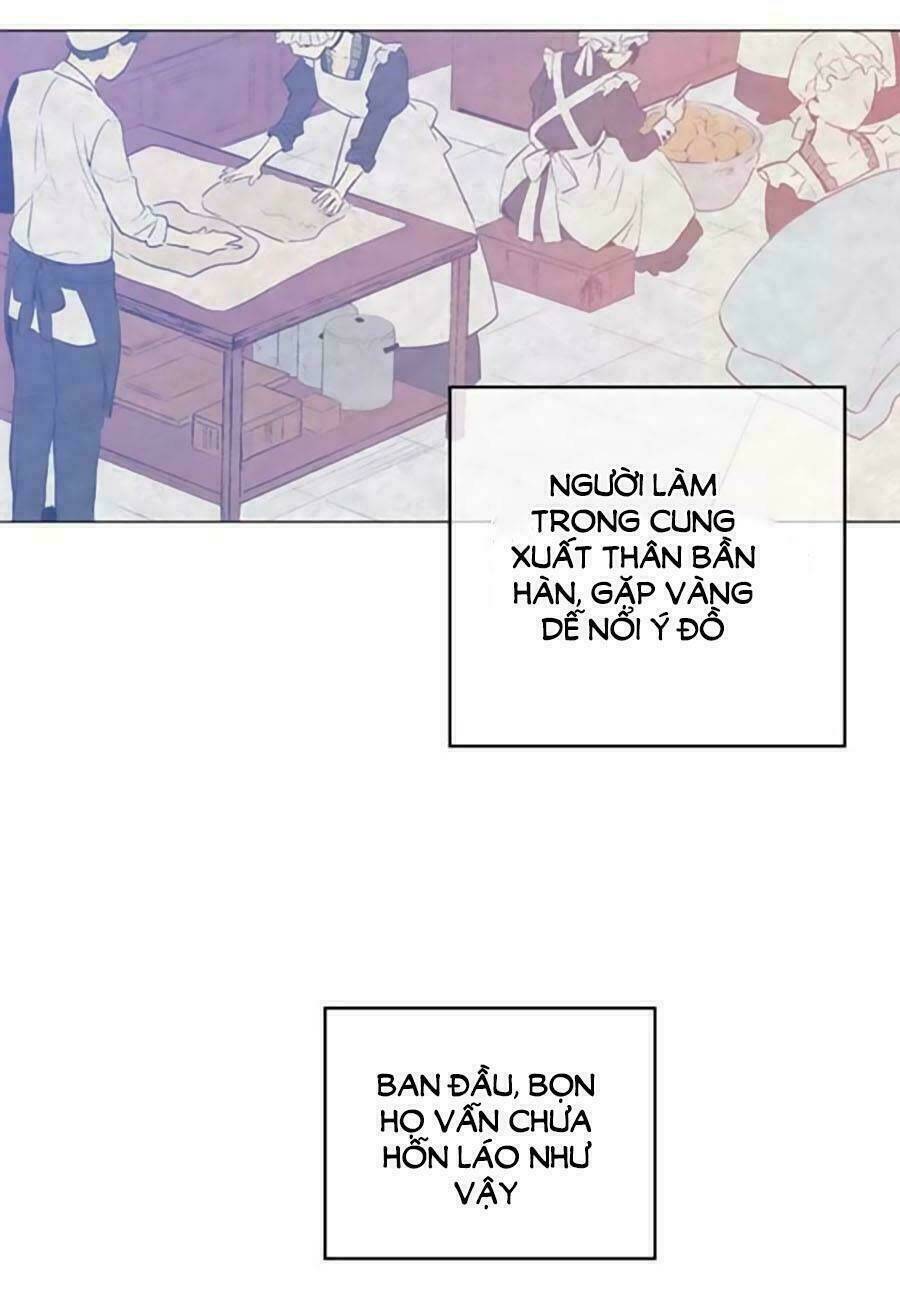 NGƯỜI LÀM
TRONG CUNG
XUẤT THÂN BẦN
HÀN, GẶP VÀNG
DỄ NỔI Ý ĐỒ
BAN ĐẦU, BỌN
HỌ VẪN CHƯA
HỖN LÁO NHƯ
VẬY